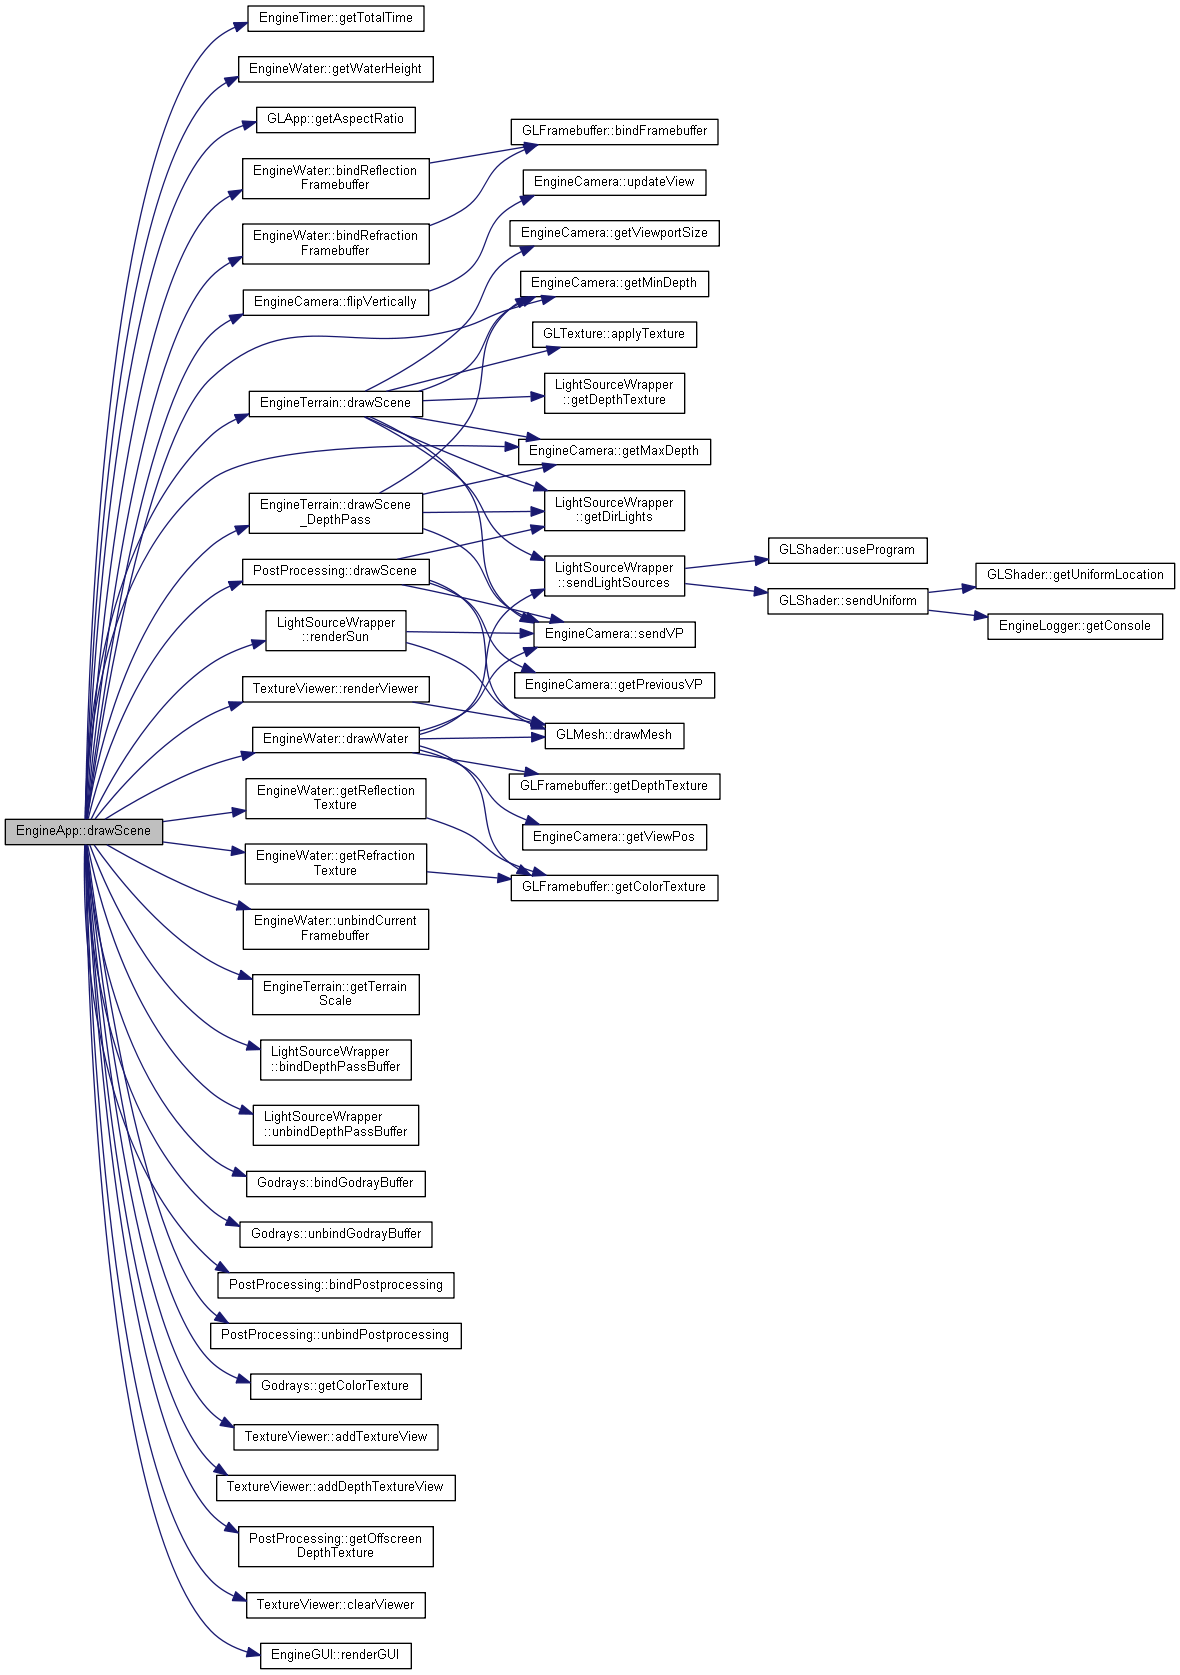 EngineTimer::getTotalTime
EngineWater::getWaterHeight
GLApp::getAspectRatio
EngineWater::bindReflection
Framebuffer
EngineWater::bindRefraction
Framebuffer
EngineCamera::flipVertically
EngineTerrain::drawScene
EngineTerrain::drawScene
_DepthPass
PostProcessing::drawScene
LightSourceWrapper
::renderSun
TextureViewer::renderViewer
EngineWater::drawWater
EngineWater::getReflection
Texture
EngineApp::drawScene
EngineWater::getRefraction
Texture
EngineWater::unbindCurrent
Framebuffer
EngineTerrain::getTerrain
Scale
LightSourceWrapper
::bindDepthPassBuffer
LightSourceWrapper
::unbindDepthPassBuffer
Godrays::bindGodrayBuffer
Godrays::unbindGodrayBuffer
PostProcessing::bindPostprocessing
PostProcessing::unbindPostprocessing
Godrays::getColorTexture
TextureViewer::addTextureView
TextureViewer::addDepthTextureView
PostProcessing::getOffscreen
DepthTexture
TextureViewer::clearViewer
EngineGUI::renderGUI
GLFramebuffer::bindFramebuffer
EngineCamera::updateView
EngineCamera::getViewportSize
EngineCamera::getMinDepth
GLTexture::applyTexture
LightSourceWrapper
::getDepthTexture
EngineCamera::getMaxDepth
LightSourceWrapper
::getDirLights
LightSourceWrapper
::sendLightSources
EngineCamera::sendVP
EngineCamera::getPreviousVP
GLMesh::drawMesh
GLFramebuffer::getDepthTexture
EngineCamera::getViewPos
GLFramebuffer::getColorTexture
GLShader::useProgram
GLShader::sendUniform
GLShader::getUniformLocation
EngineLogger::getConsole